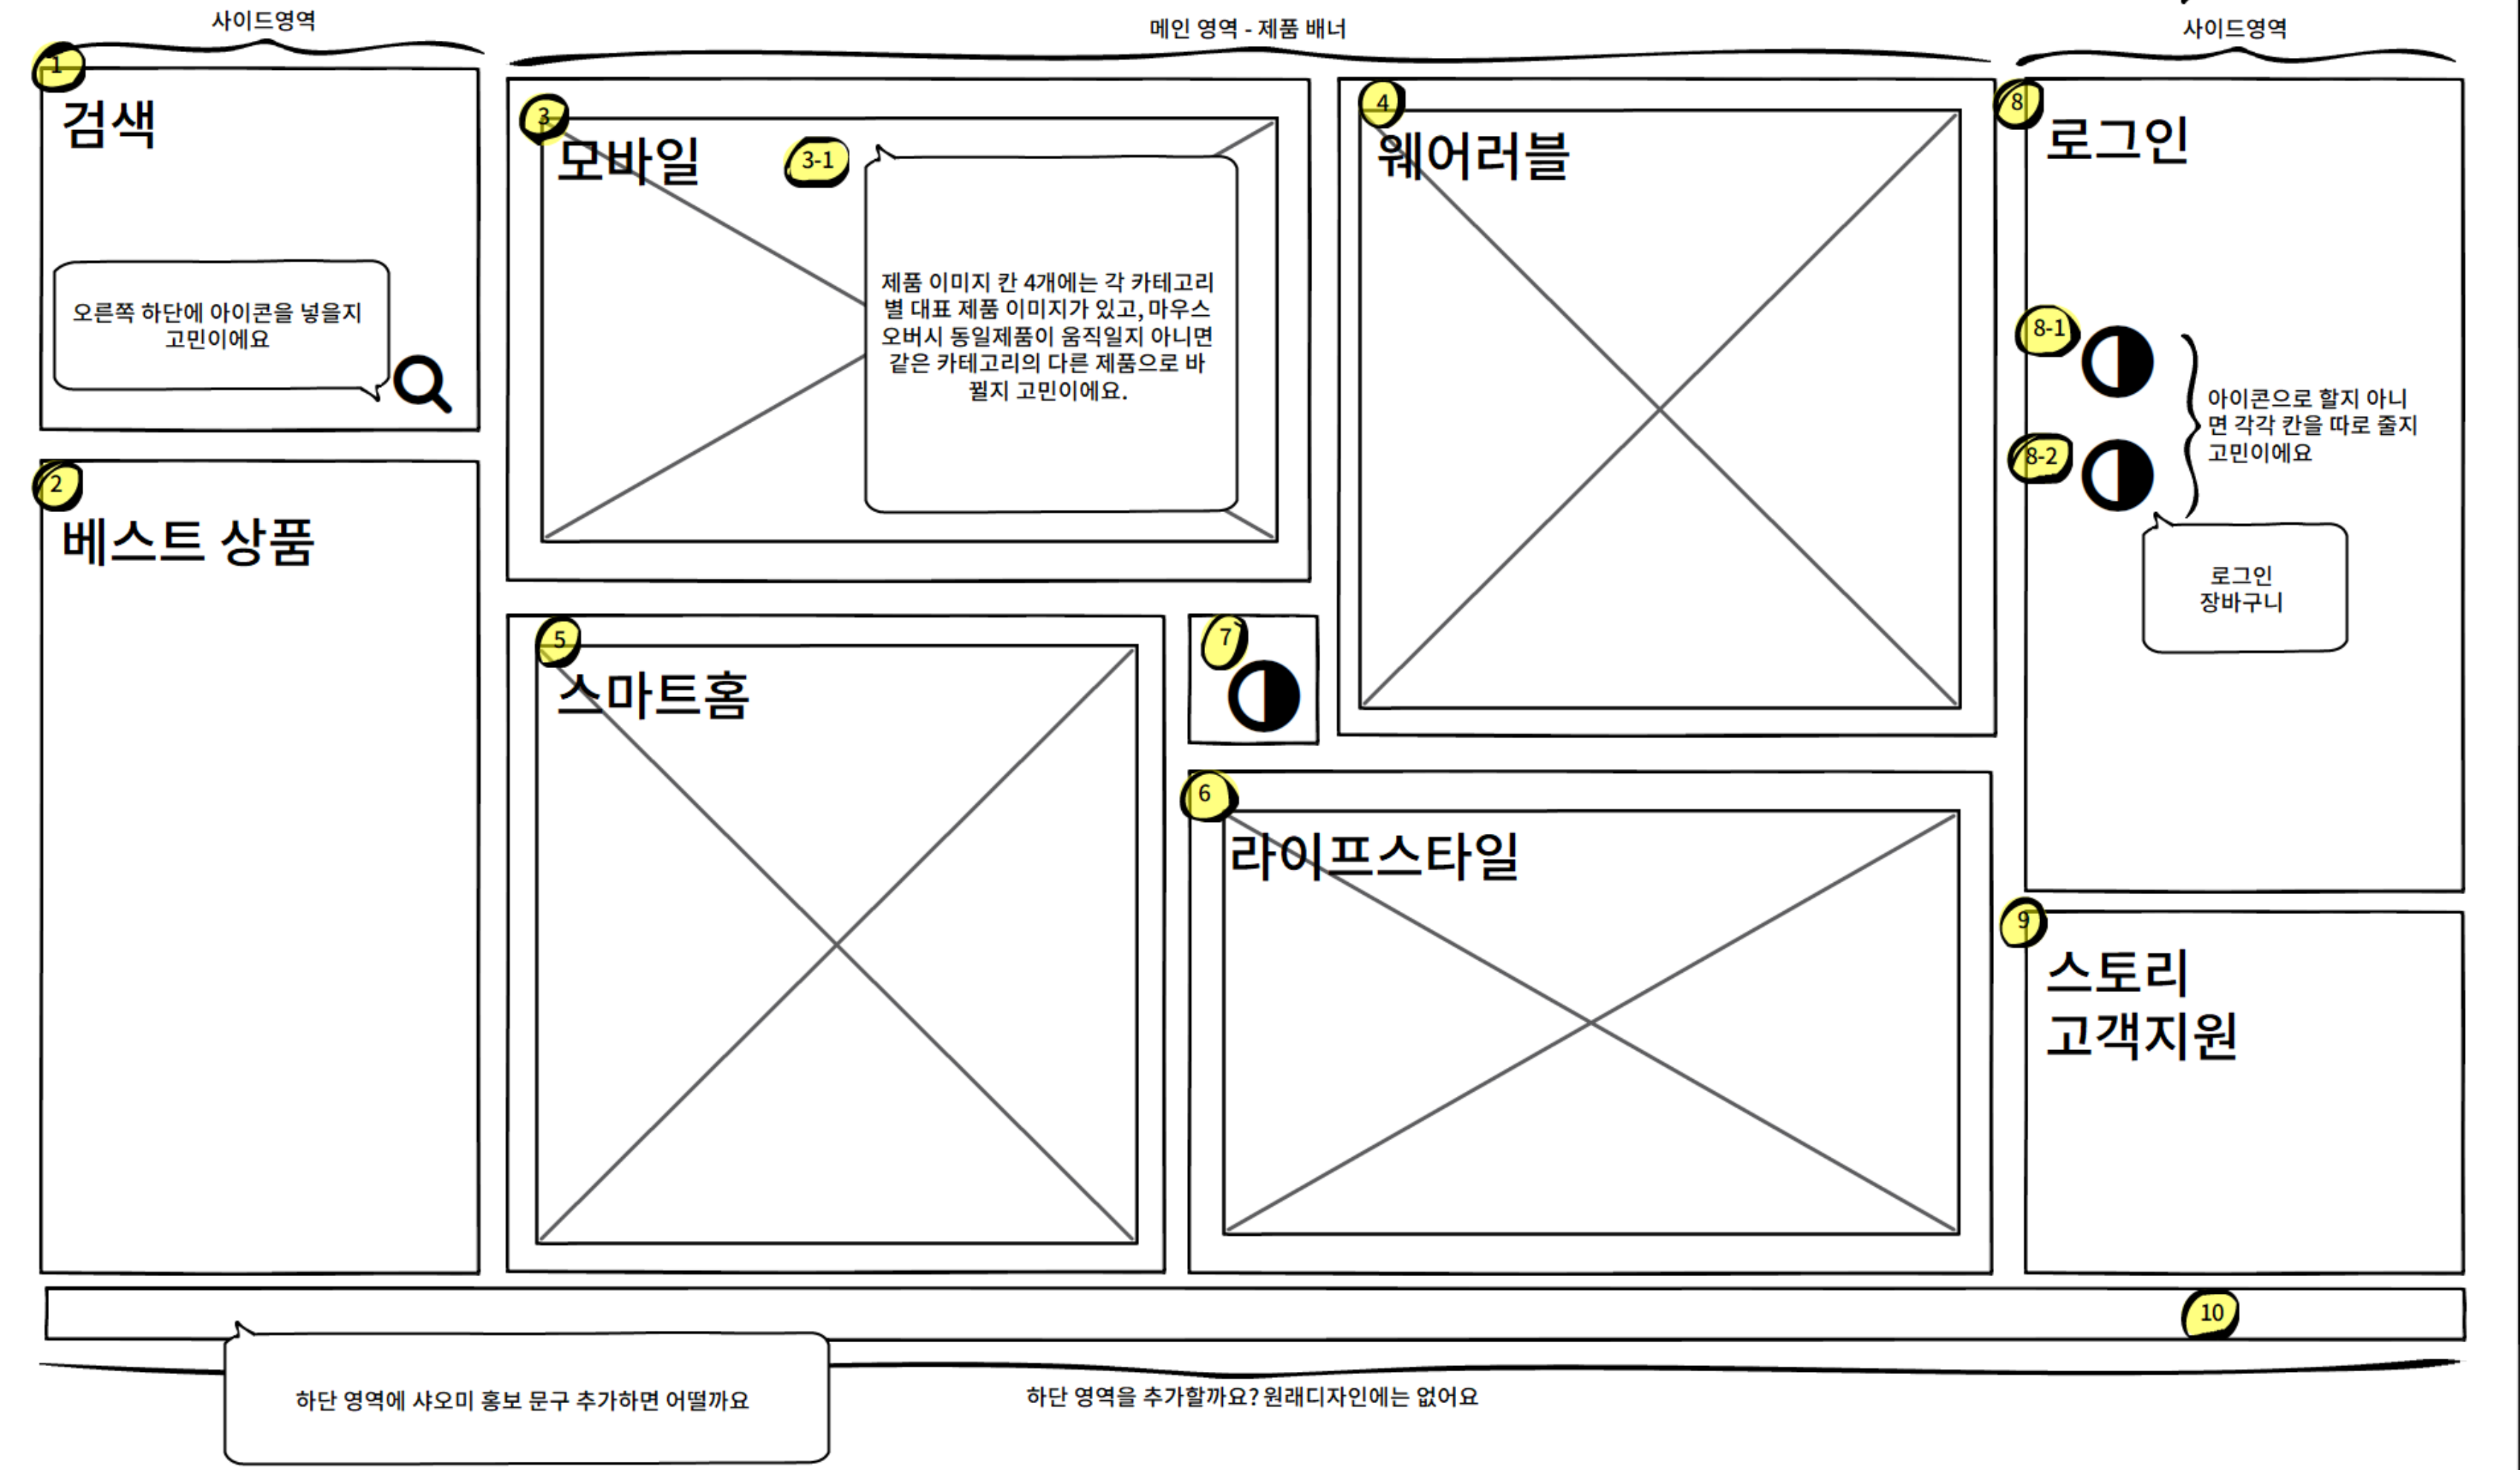 사이드영역
메인 영역 - 제품 배너
사이드영역
1
검색
오른쪽 하단에 아이콘을 넣을지
고민이에요
2
베스트 상품
3
모바일
3-1
제품 이미지 칸 4개에는 각 카테고리
별 대표 제품 이미지가 있고, 마우스
오버시 동일제품이 움직일지 아니면
같은 카테고리의 다른 제품으로 바
뀔지 고민이에요.
4
웨어러블
5
스마트홈
7
6
라이프스타일
8
로그인
8-1
8-2
아이콘으로 할지 아니
면 각각 칸을 따로 줄지
고민이에요
로그인
장바구니
9
스토리
고객지원
10
하단 영역에 샤오미 홍보 문구 추가하면 어떨까요
하단 영역을 추가할까요? 원래디자인에는 없어요